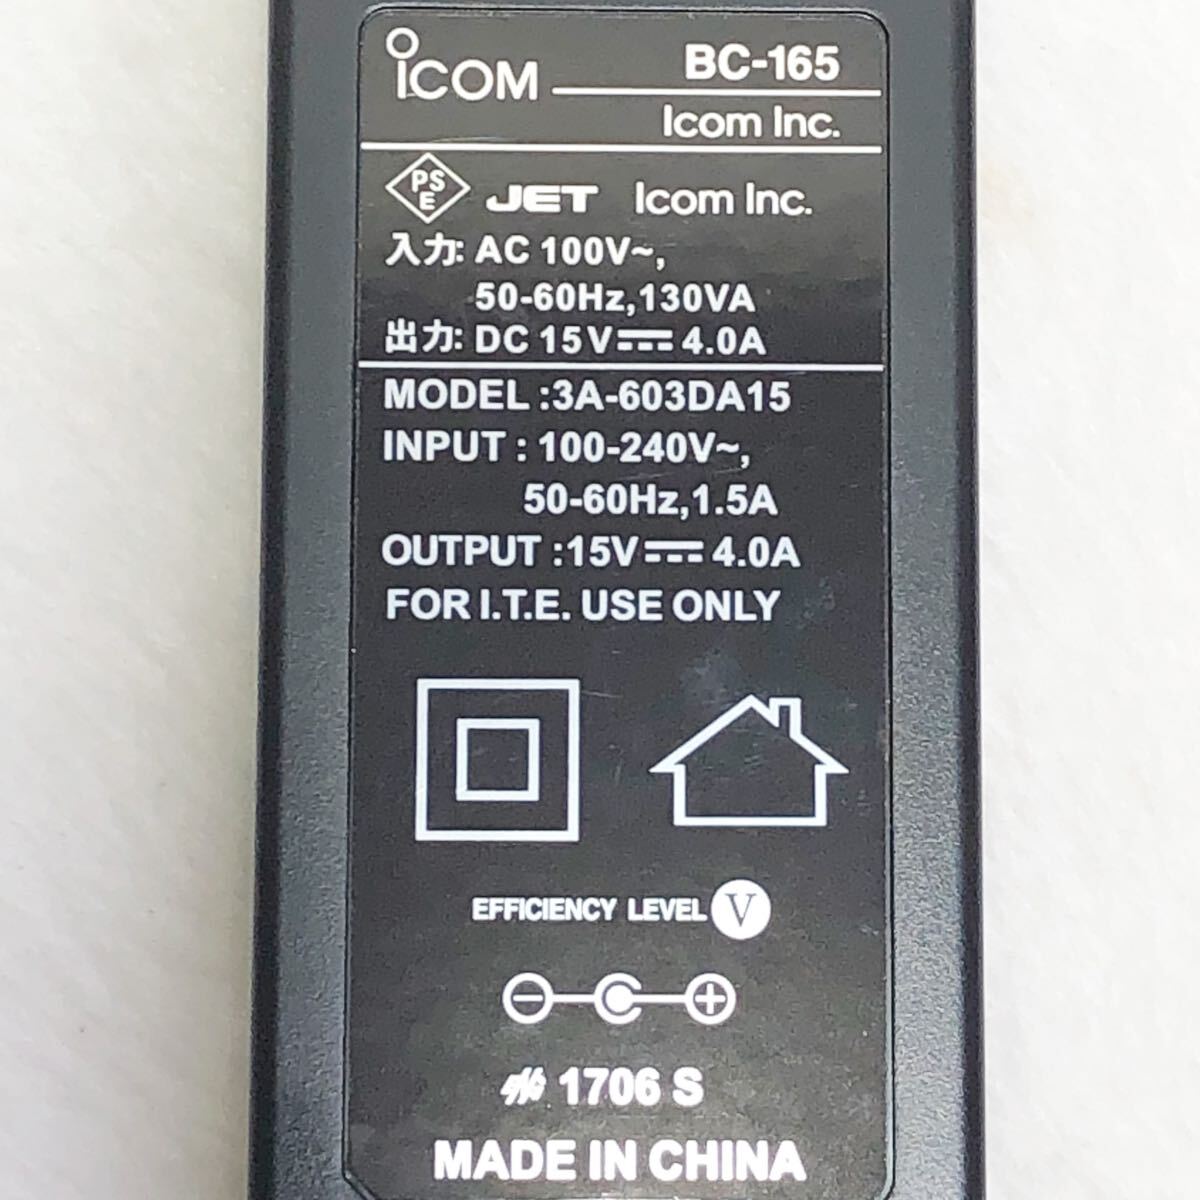 ICOM BC-165
Icom Inc.
PS
E JET Icom Inc.
入力: AC 100V~,
50-60Hz,130VA
出力: DC 15V⎓4.0A
MODEL :3A-603DA15
INPUT : 100-240V~,
50-60Hz,1.5A
OUTPUT :15V⎓4.0A
FOR I.T.E. USE ONLY
EFFICIENCY LEVEL V
1706 S
MADE IN CHINA